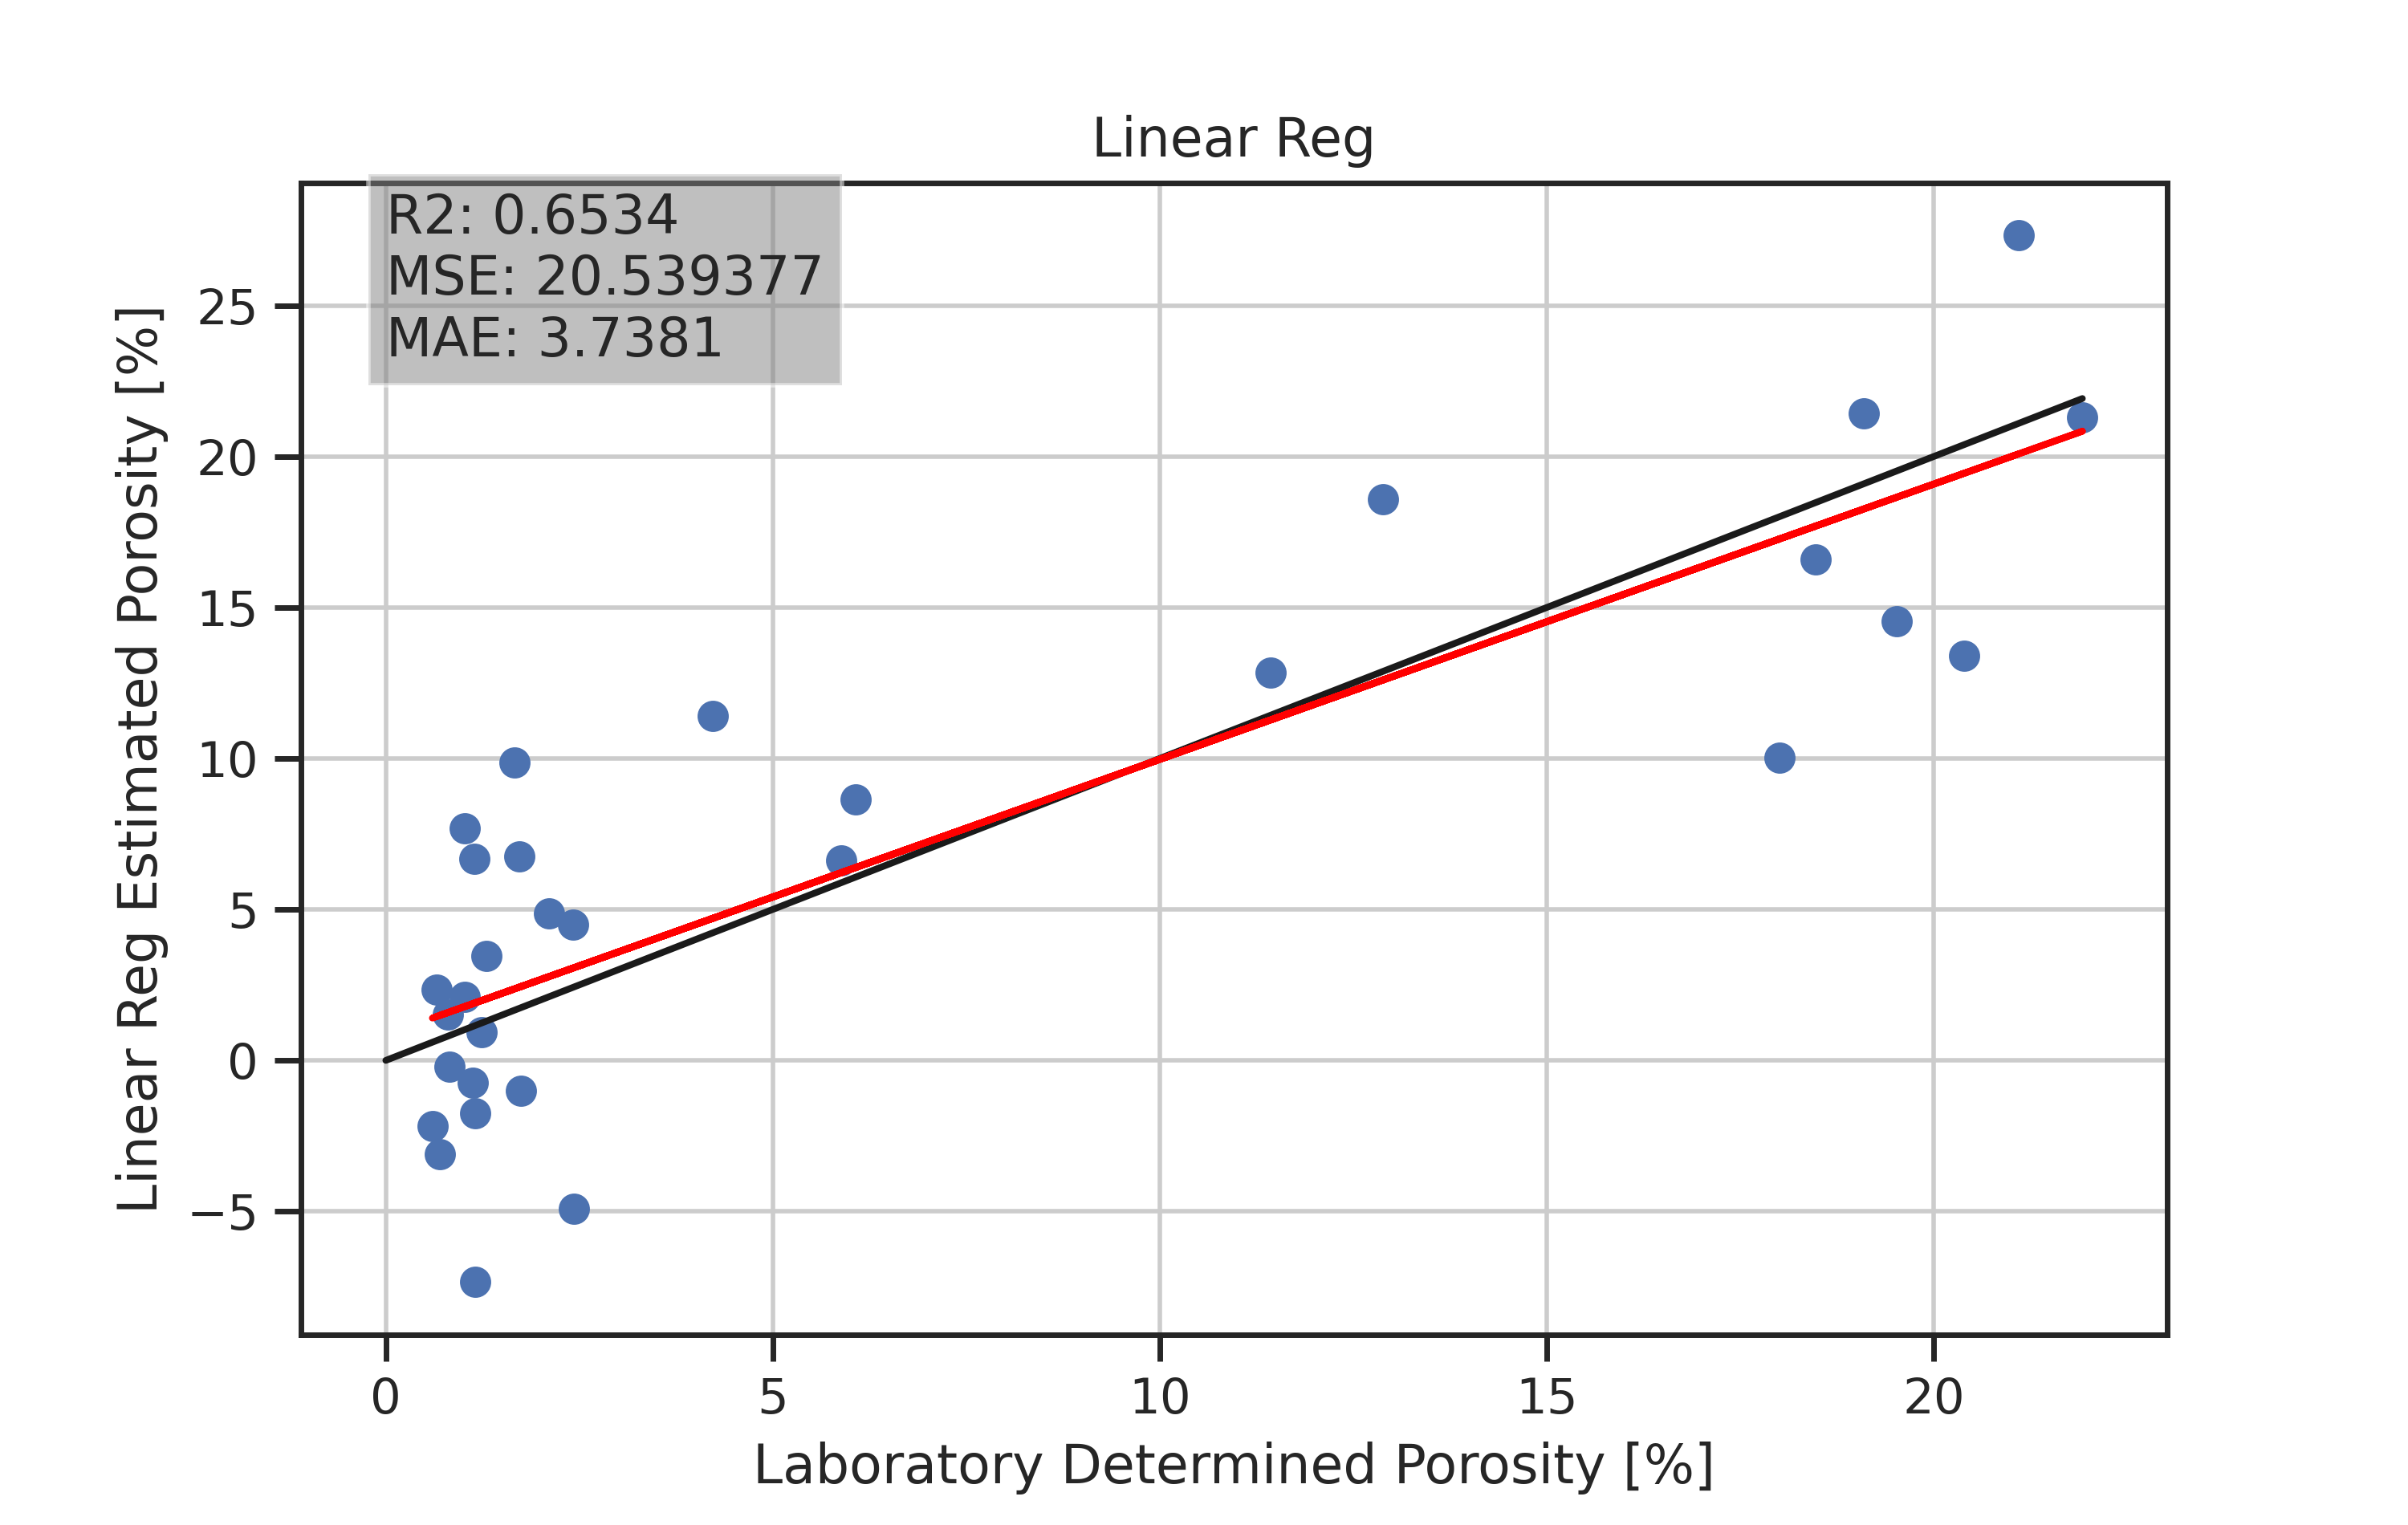 Linear Reg
R2: 0.6534
MSE: 20.539377
MAE: 3.7381
Linear Reg Estimated Porosity [%]
25
20
15
10
5
0
−5
0
5
10
15
20
Laboratory Determined Porosity [%]